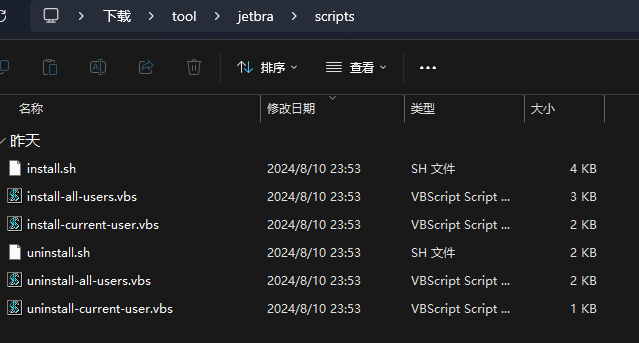 下载 > tool > jetbra > scripts
排序 查看 ...
名称 修改日期 类型 大小
昨天
install.sh 2024/8/10 23:53 SH 文件 4 KB
install-all-users.vbs 2024/8/10 23:53 VBScript Script ... 3 KB
install-current-user.vbs 2024/8/10 23:53 VBScript Script ... 2 KB
uninstall.sh 2024/8/10 23:53 SH 文件 2 KB
uninstall-all-users.vbs 2024/8/10 23:53 VBScript Script ... 2 KB
uninstall-current-user.vbs 2024/8/10 23:53 VBScript Script ... 1 KB